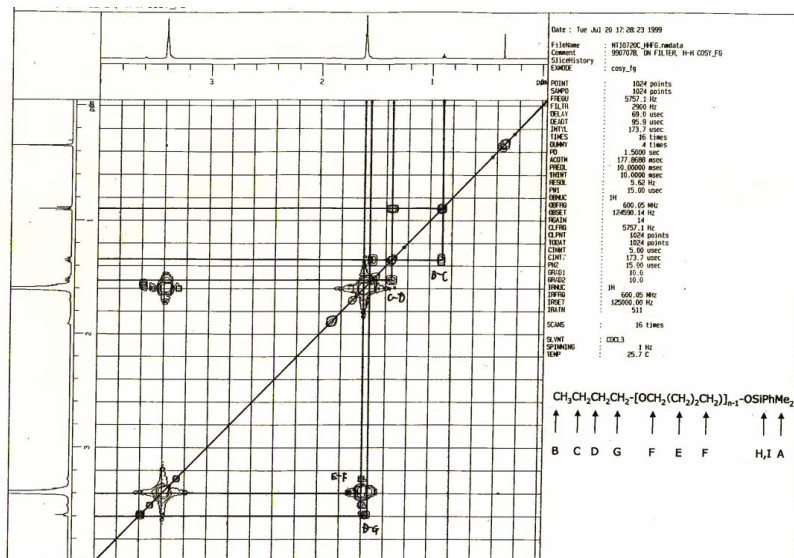 3
2
1
ppm
Date : Tue Jul 20 17:28:23 1999
FileName : NTI0720C_HHFG.nmdata
Comment : 990707B, ON FILTER, H-H COSY_FG
SliceHistory :
EXMODE : cosy_fg
POINT : 1024 points
SAMPO : 1024 points
FREQU : 5757.1 Hz
FILTR : 2900 Hz
DELAY : 69.0 usec
DEADT : 95.9 usec
INTVL : 173.7 usec
TIMES : 16 times
DUMMY : 4 times
PD : 1.5000 sec
ACQTM : 177.8688 msec
PREDL : 10.00000 msec
INIWT : 10.0000 msec
RESOL : 5.62 Hz
PW1 : 15.00 usec
OBNUC : 1H
OBFRQ : 600.05 MHz
OBSET : 124590.14 Hz
RGAIN : 14
CLFRQ : 5757.1 Hz
CLPNT : 1024 points
TODAT : 1024 points
CINWT : 5.00 usec
CINT : 173.7 usec
PW2 : 15.00 usec
GRAD1 : 10.0
GRAD2 : 10.0
IRNUC : 1H
IRFRQ : 600.05 MHz
IRSET : 125000.00 Hz
IRATN : 511
SCANS : 16 times
SLVNT : CDCL3
SPINNING : 1 Hz
TEMP : 25.7 C
ppm
1
2
3
B-C
C-D
E-F
D-G
CH₃CH₂CH₂CH₂-[OCH₂(CH₂)₂CH₂)]ₙ₋₁-OSiPhMe₂
B C D G F E F H,I A